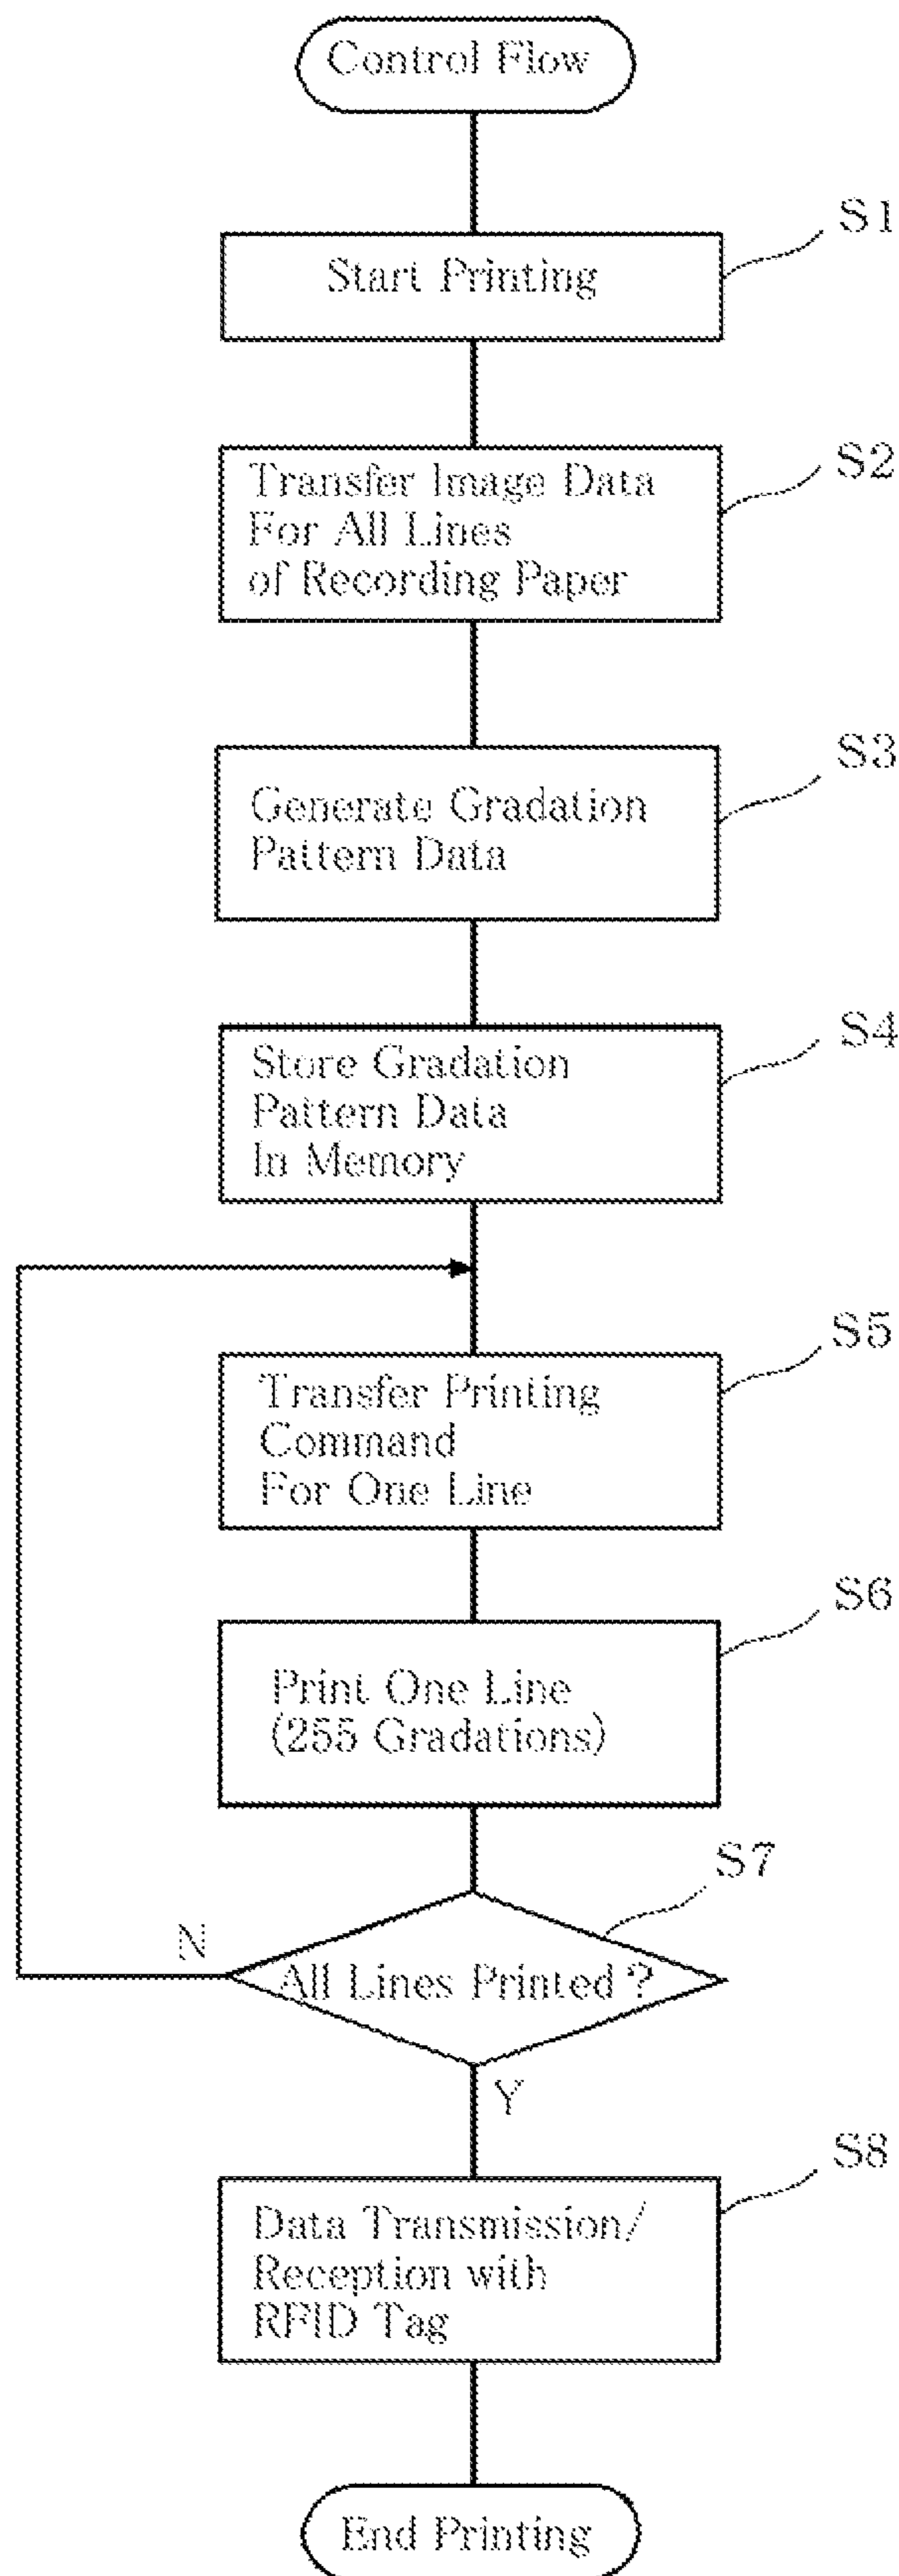 Control Flow
S1
Start Printing
S2
Transfer Image Data
For All Lines
of Recording Paper
S3
Generate Gradation
Pattern Data
S4
Store Gradation
Pattern Data
In Memory
S5
Transfer Printing
Command
For One Line
S6
Print One Line
(255 Gradations)
S7
N
All Lines Printed ?
Y
S8
Data Transmission/
Reception with
RFID Tag
End Printing